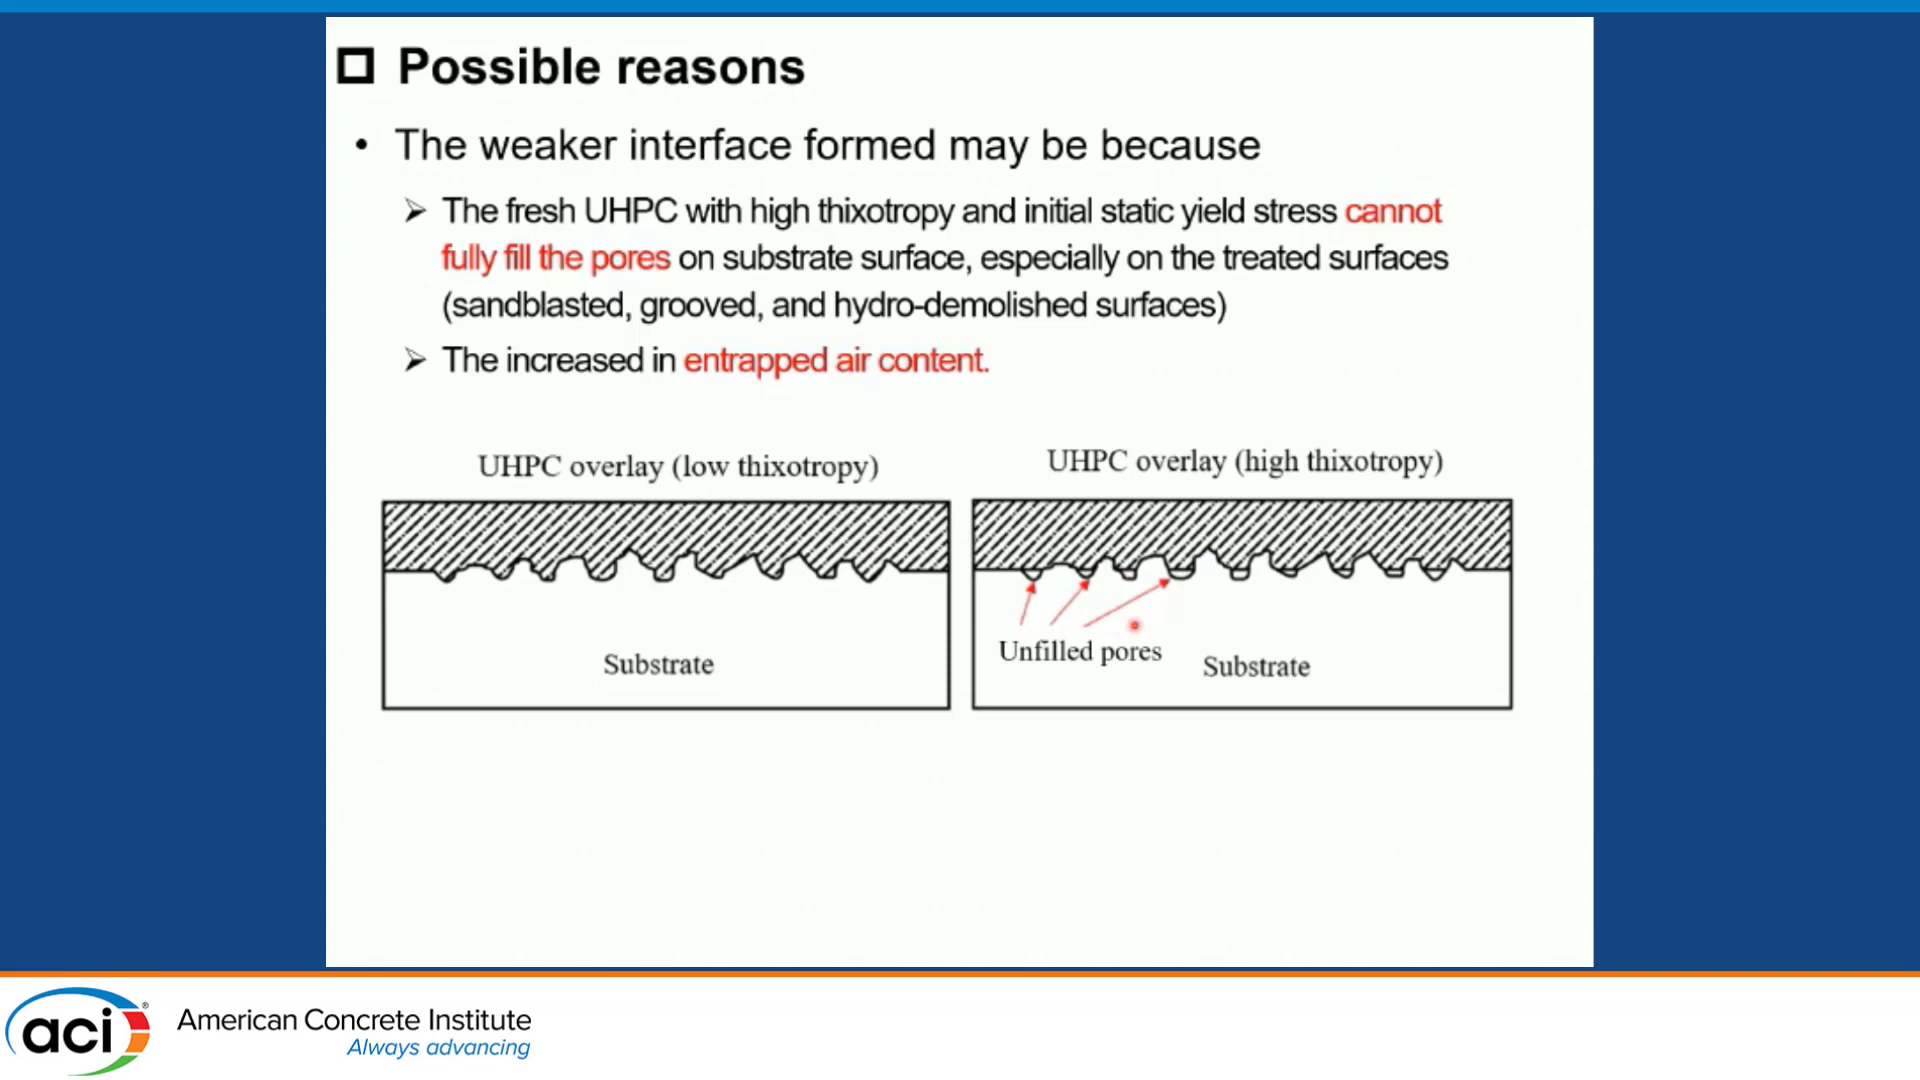 Possible reasons
• The weaker interface formed may be because
➢ The fresh UHPC with high thixotropy and initial static yield stress cannot
fully fill the pores on substrate surface, especially on the treated surfaces
(sandblasted, grooved, and hydro-demolished surfaces)
➢ The increased in entrapped air content.
UHPC overlay (low thixotropy)
UHPC overlay (high thixotropy)
Unfilled pores
Substrate
Substrate
aci®
American Concrete Institute
Always advancing